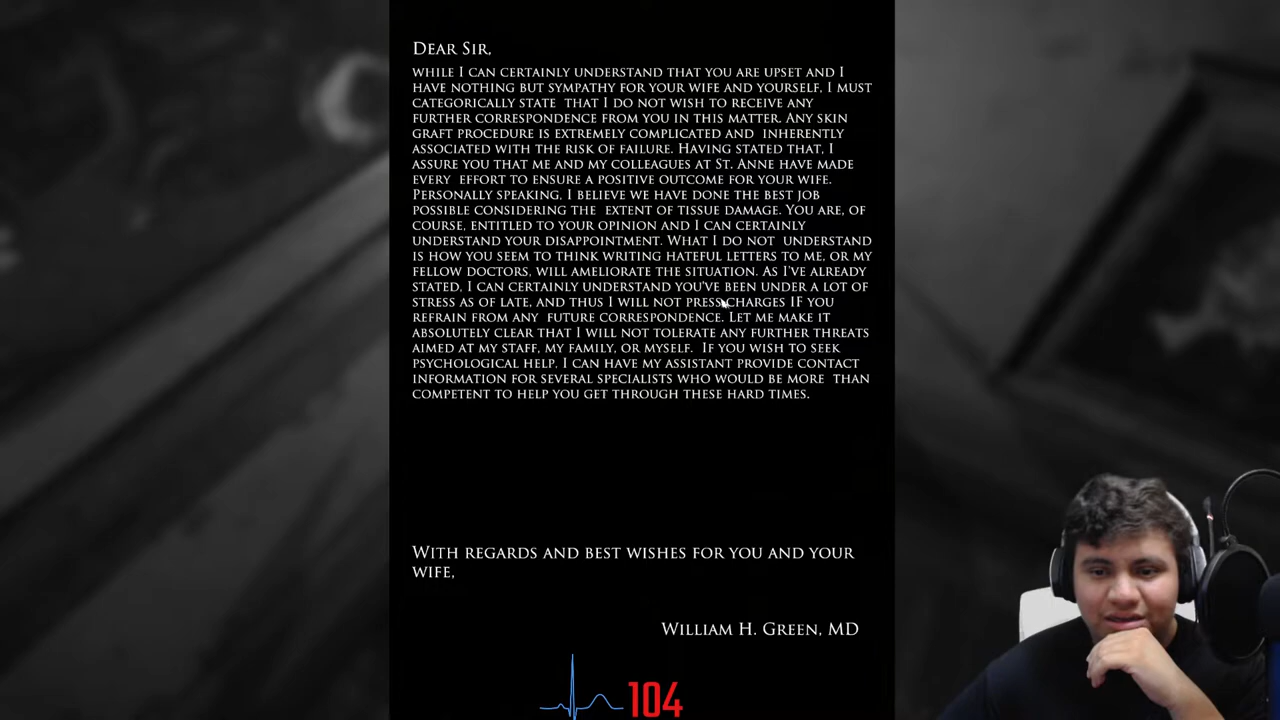 Dear Sir,
while I can certainly understand that you are upset and I
have nothing but sympathy for your wife and yourself, I must
categorically state that I do not wish to receive any
further correspondence from you in this matter. Any skin
graft procedure is extremely complicated and inherently
associated with the risk of failure. Having stated that, I
assure you that me and my colleagues at St. Anne have made
every effort to ensure a positive outcome for your wife.
Personally speaking, I believe we have done the best job
possible considering the extent of tissue damage. You are, of
course, entitled to your opinion and I can certainly
understand your disappointment. What I do not understand
is how you seem to think writing hateful letters to me, or my
fellow doctors, will ameliorate the situation. As I've already
stated, I can certainly understand you've been under a lot of
stress as of late, and thus I will not press charges IF you
refrain from any future correspondence. Let me make it
absolutely clear that I will not tolerate any further threats
aimed at my staff, my family, or myself. If you wish to seek
psychological help, I can have my assistant provide contact
information for several specialists who would be more than
competent to help you get through these hard times.
With regards and best wishes for you and your
wife,
William H. Green, MD
104